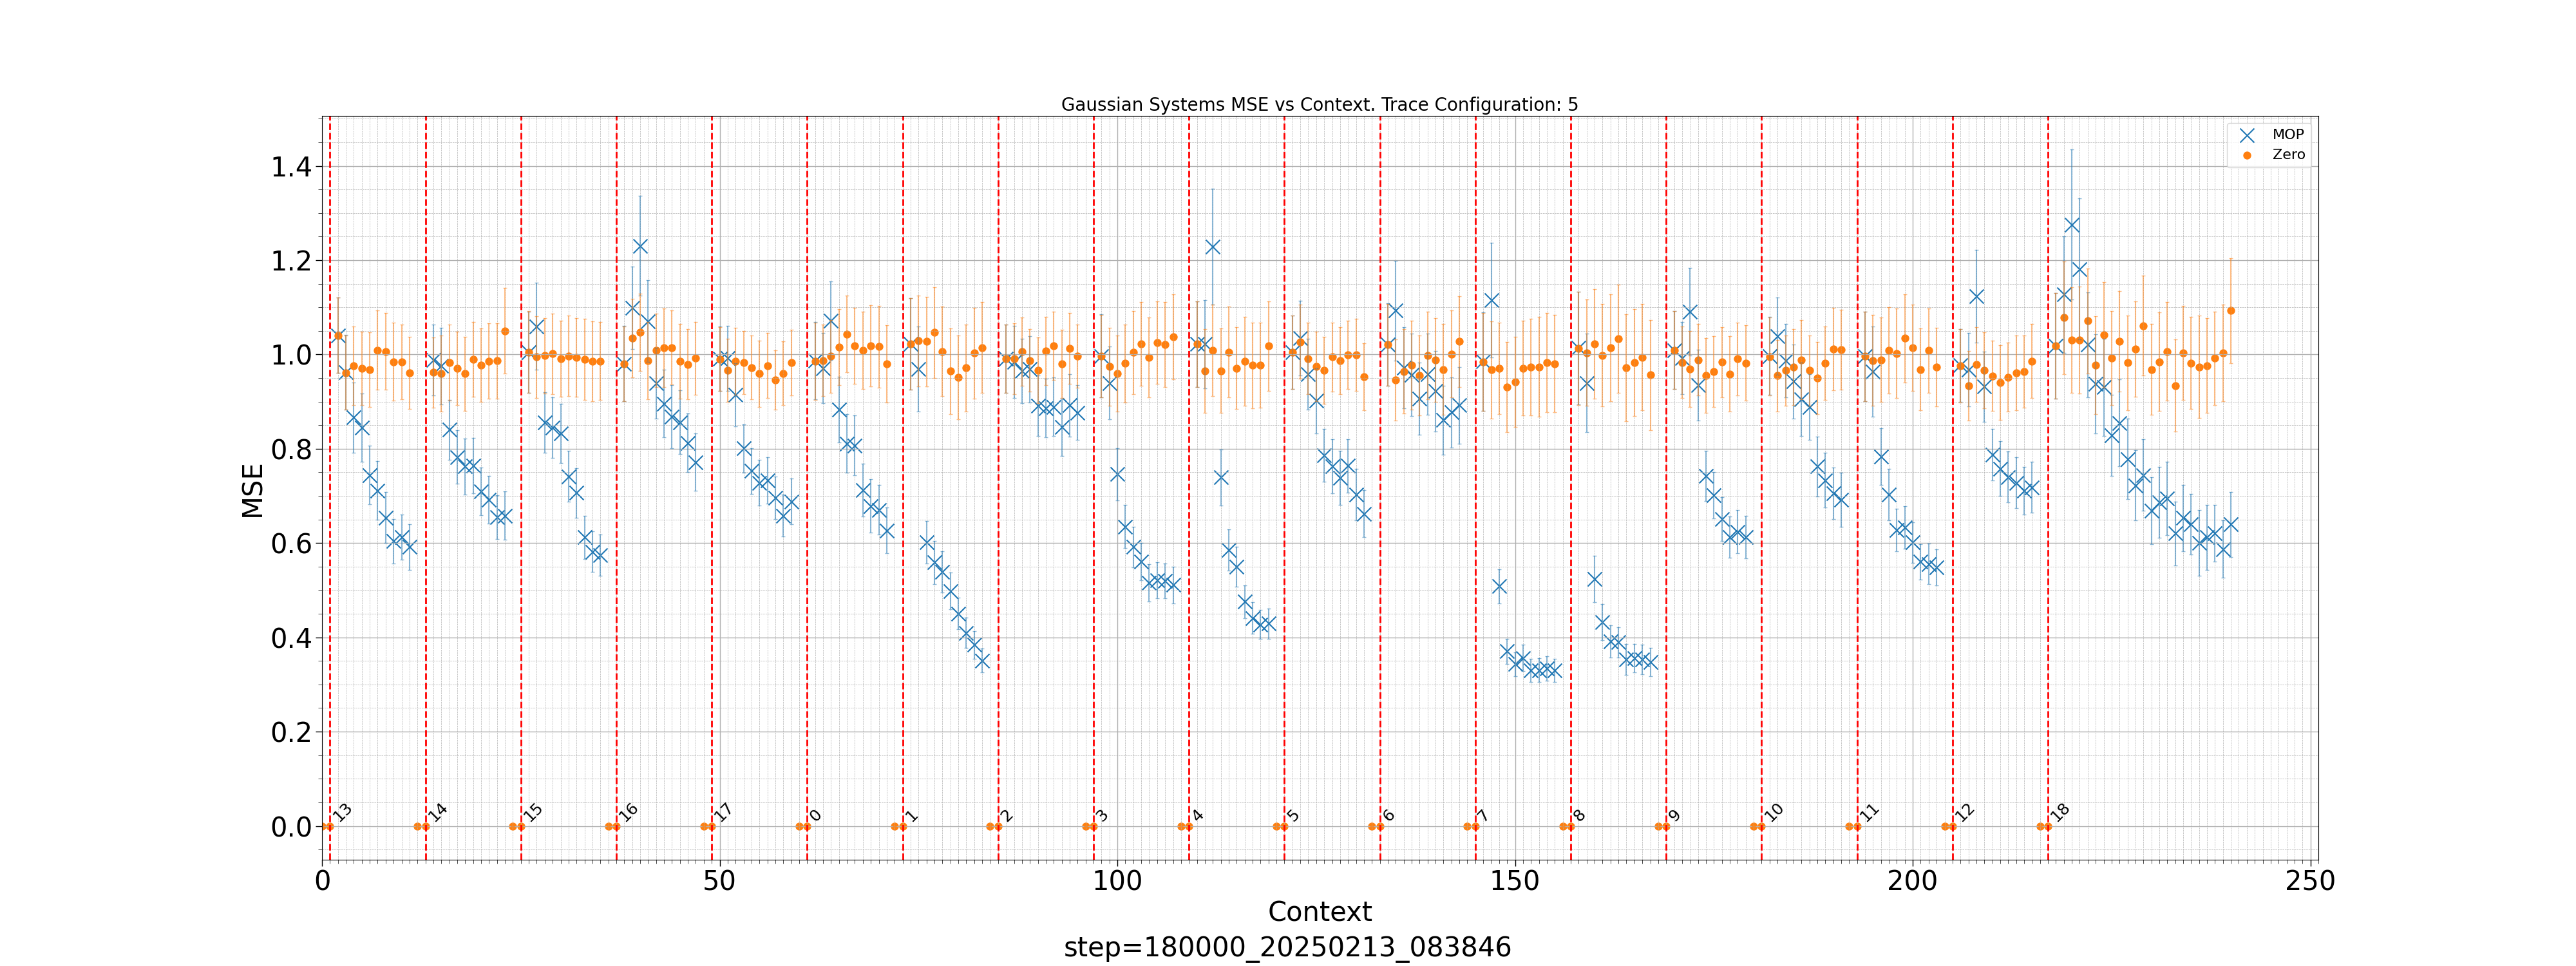 Gaussian Systems MSE vs Context. Trace Configuration: 5
MOP
Zero
MSE
1.4
1.2
1.0
0.8
0.6
0.4
0.2
0.0
13 14 15 16 17 0 1 2 3 4 5 6 7 8 9 10 11 12 18
0 50 100 150 200 250
Context
step=180000_20250213_083846